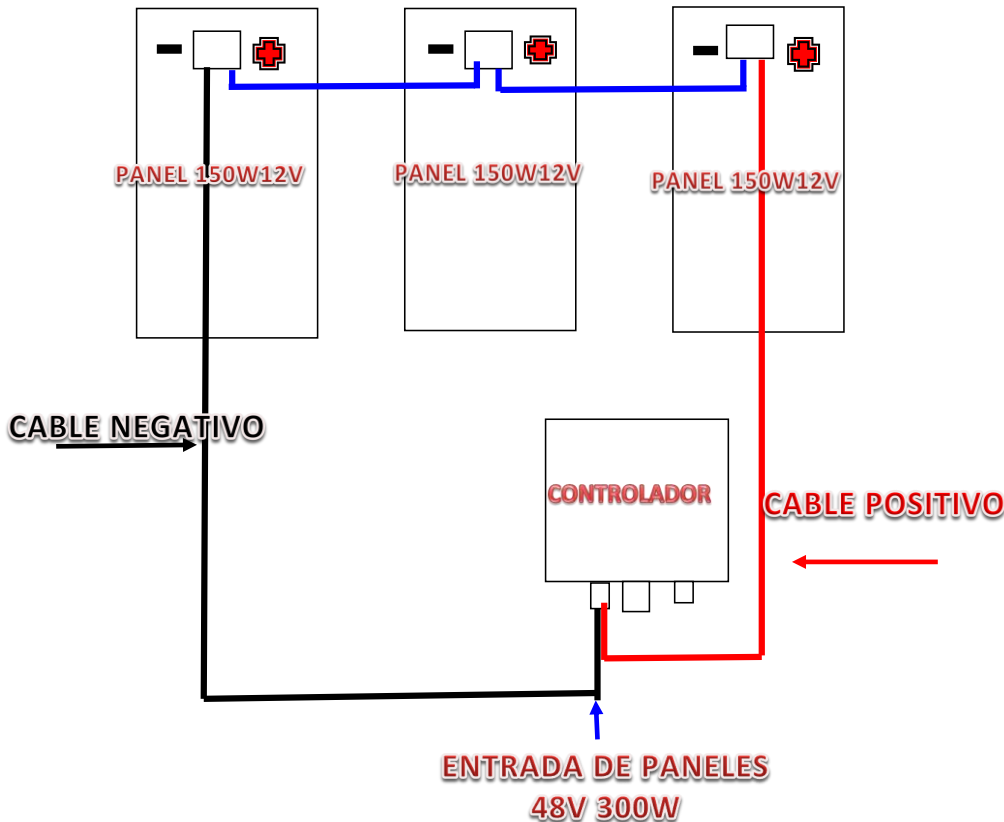 PANEL 150W12V
PANEL 150W12V
PANEL 150W12V
CABLE NEGATIVO
CONTROLADOR
CABLE POSITIVO
ENTRADA DE PANELES
48V 300W